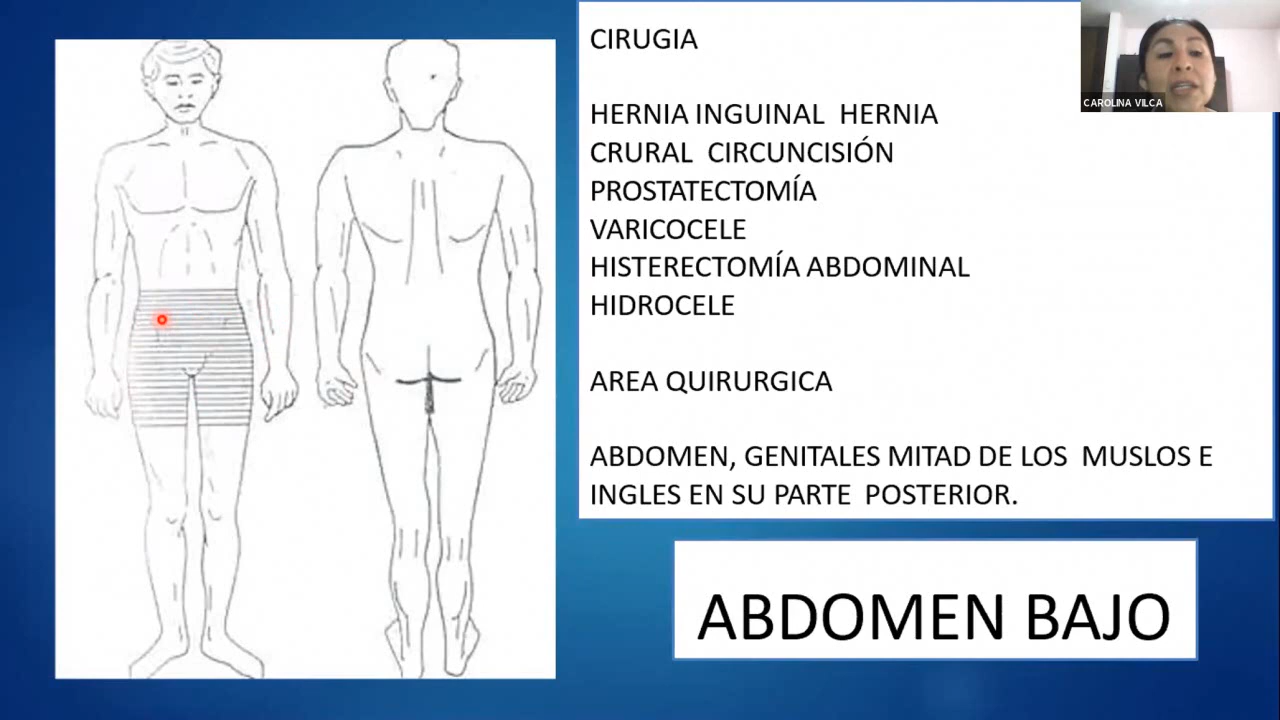 CIRUGIA
CAROLINA VILCA
HERNIA INGUINAL  HERNIA
CRURAL  CIRCUNCISIÓN
PROSTATECTOMÍA
VARICOCELE
HISTERECTOMÍA ABDOMINAL
HIDROCELE
AREA QUIRURGICA
ABDOMEN, GENITALES MITAD DE LOS  MUSLOS E
INGLES EN SU PARTE  POSTERIOR.
ABDOMEN BAJO